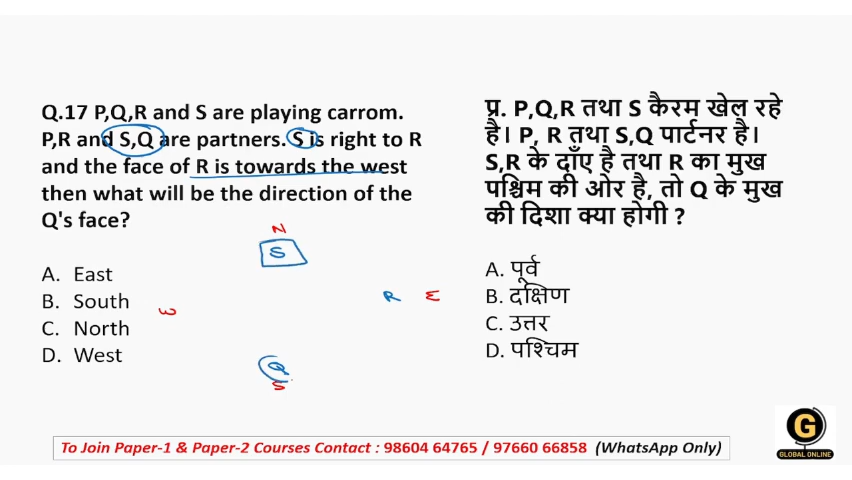 Q.17 P,Q,R and S are playing carrom.
P,R and S,Q are partners. S is right to R
and the face of R is towards the west
then what will be the direction of the
Q's face?
A. East
B. South
C. North
D. West
प्र. P,Q,R तथा S कैरम खेल रहे
है। P, R तथा S,Q पार्टनर है।
S,R के दाँए है तथा R का मुख
पश्चिम की ओर है, तो Q के मुख
की दिशा क्या होगी ?
A. पूर्व
B. दक्षिण
C. उत्तर
D. पश्चिम
N
S
R E
W
Q
S
To Join Paper-1 & Paper-2 Courses Contact : 98604 64765 / 97660 66858 (WhatsApp Only)
G
GLOBAL ONLINE